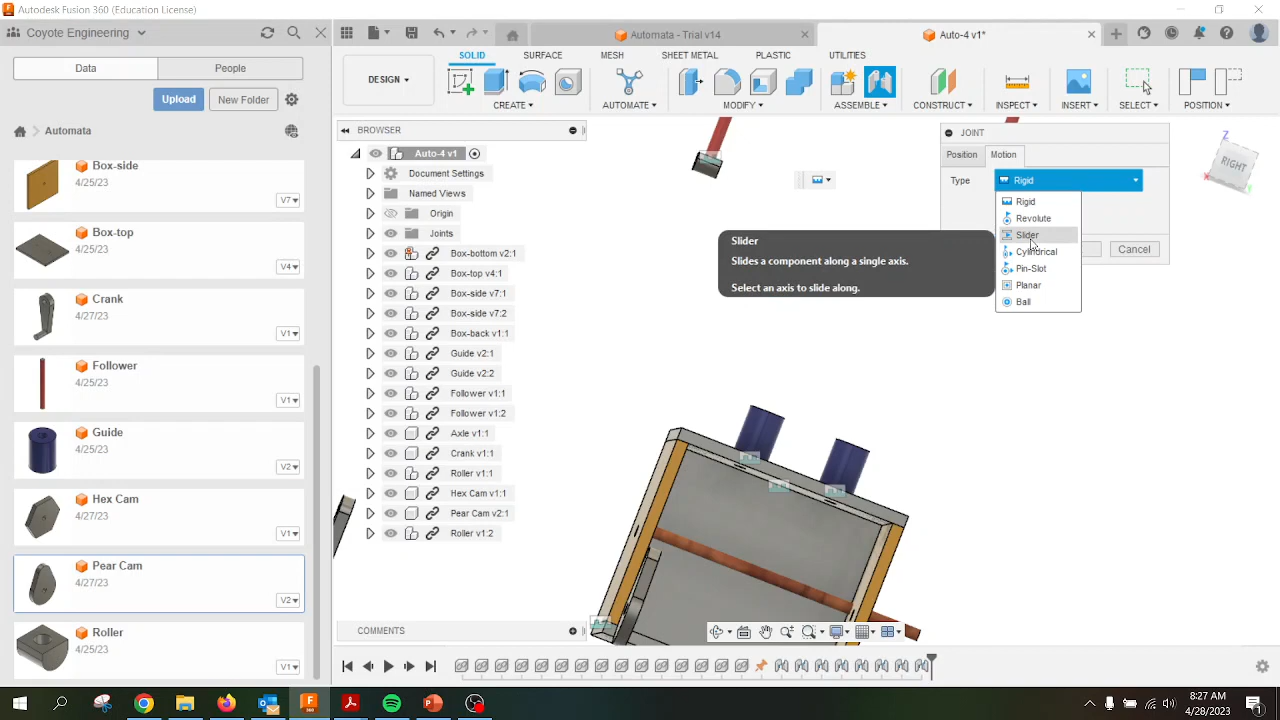 Autodesk Fusion 360 (Education License)
Coyote Engineering
Automata - Trial v14
Auto-4 v1*
Data
People
Upload
New Folder
Automata
Box-side
4/25/23
V7
Box-top
4/25/23
V4
Crank
4/27/23
V1
Follower
4/25/23
V1
Guide
4/25/23
V2
Hex Cam
4/27/23
V1
Pear Cam
4/27/23
V2
Roller
4/25/23
V1
DESIGN
SOLID
SURFACE
MESH
SHEET METAL
PLASTIC
UTILITIES
CREATE
AUTOMATE
MODIFY
ASSEMBLE
CONSTRUCT
INSPECT
INSERT
SELECT
POSITION
BROWSER
Auto-4 v1
Document Settings
Named Views
Origin
Joints
Box-bottom v2:1
Box-top v4:1
Box-side v7:1
Box-side v7:2
Box-back v1:1
Guide v2:1
Guide v2:2
Follower v1:1
Follower v1:2
Axle v1:1
Crank v1:1
Roller v1:1
Hex Cam v1:1
Pear Cam v2:1
Roller v1:2
COMMENTS
JOINT
Position
Motion
Type
Rigid
Rigid
Revolute
Slider
Cylindrical
Pin-Slot
Planar
Ball
Cancel
Slider
Slides a component along a single axis.
Select an axis to slide along.
Z
RIGHT
X
Y
8:27 AM
4/28/2023